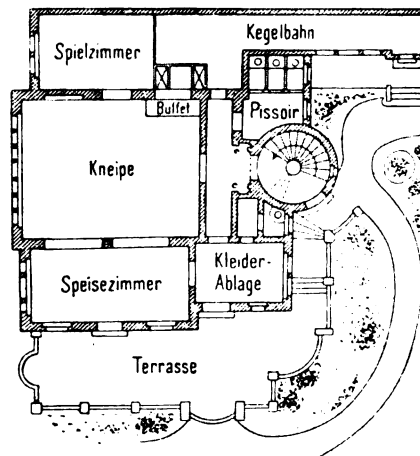 Spielzimmer
Kegelbahn
Buffet
Pissoir
Kneipe
Speisezimmer
Kleider-
Ablage
Terrasse